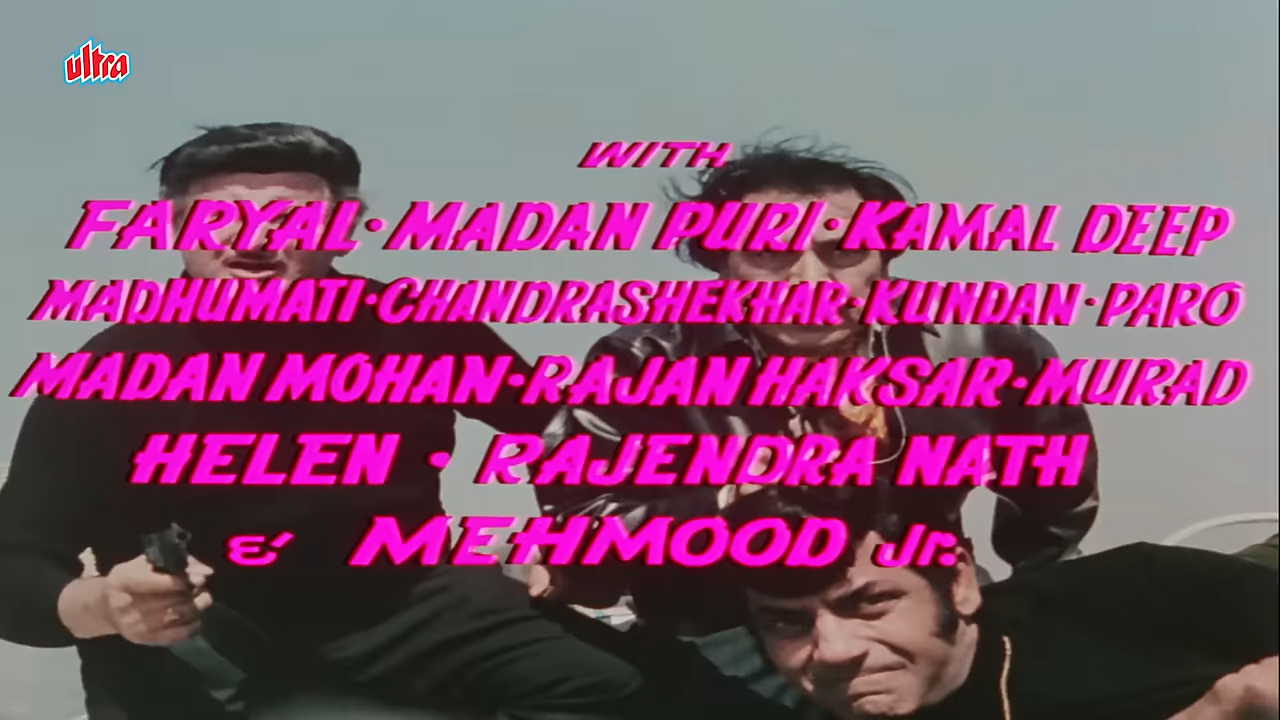 ultra
WITH
FARYAL · MADAN PURI · KAMAL DEEP
MADHUMATI · CHANDRASHEKHAR · KUNDAN · PARO
MADAN MOHAN · RAJAN HAKSAR · MURAD
HELEN · RAJENDRA NATH
& MEHMOOD Jr.